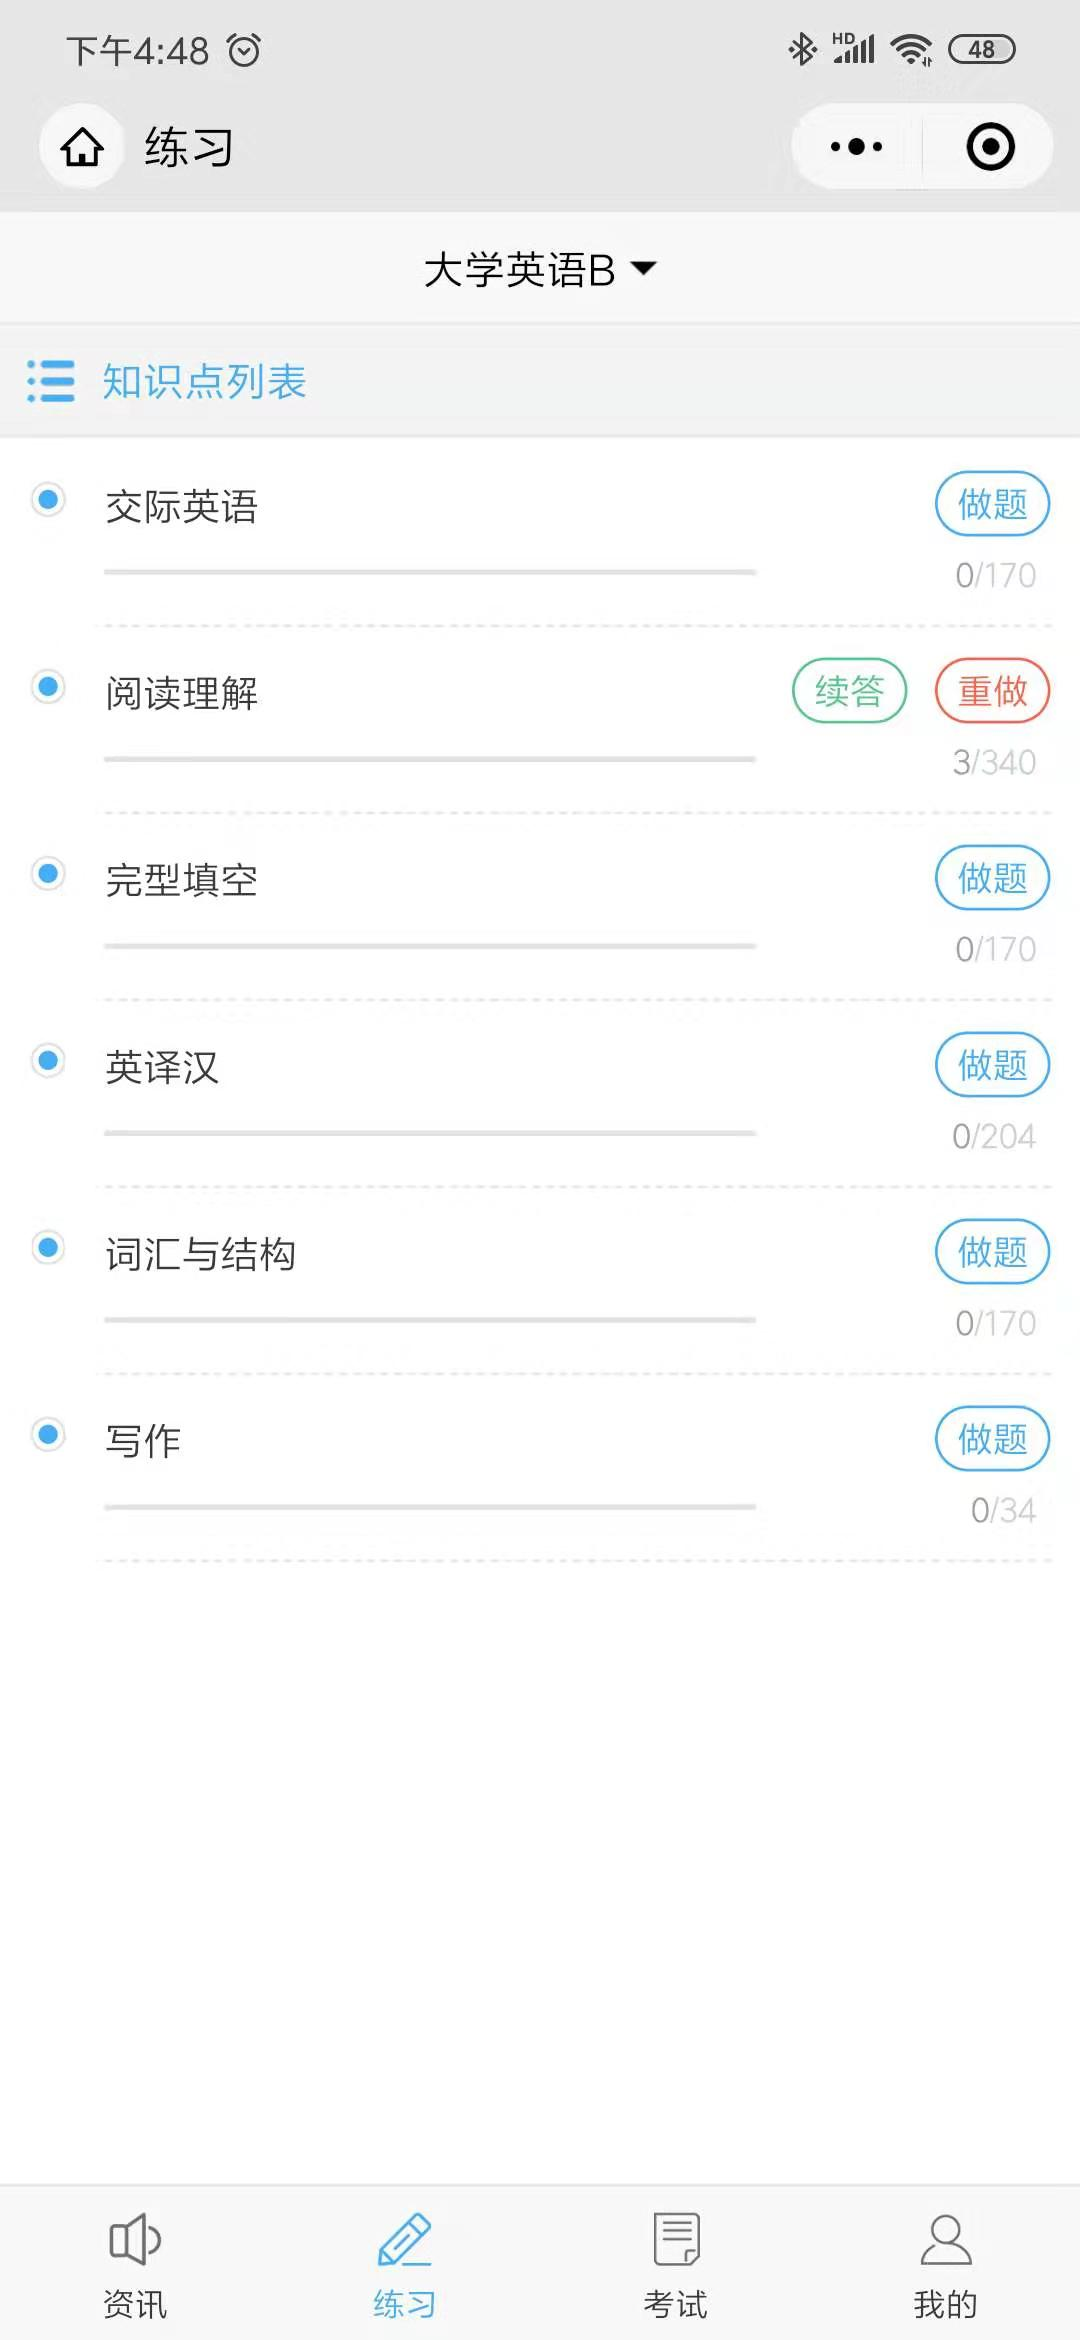 下午4:48
HD
48
练习
大学英语B
知识点列表
交际英语
做题
0/170
阅读理解
续答
重做
3/340
完型填空
做题
0/170
英译汉
做题
0/204
词汇与结构
做题
0/170
写作
做题
0/34
资讯
练习
考试
我的